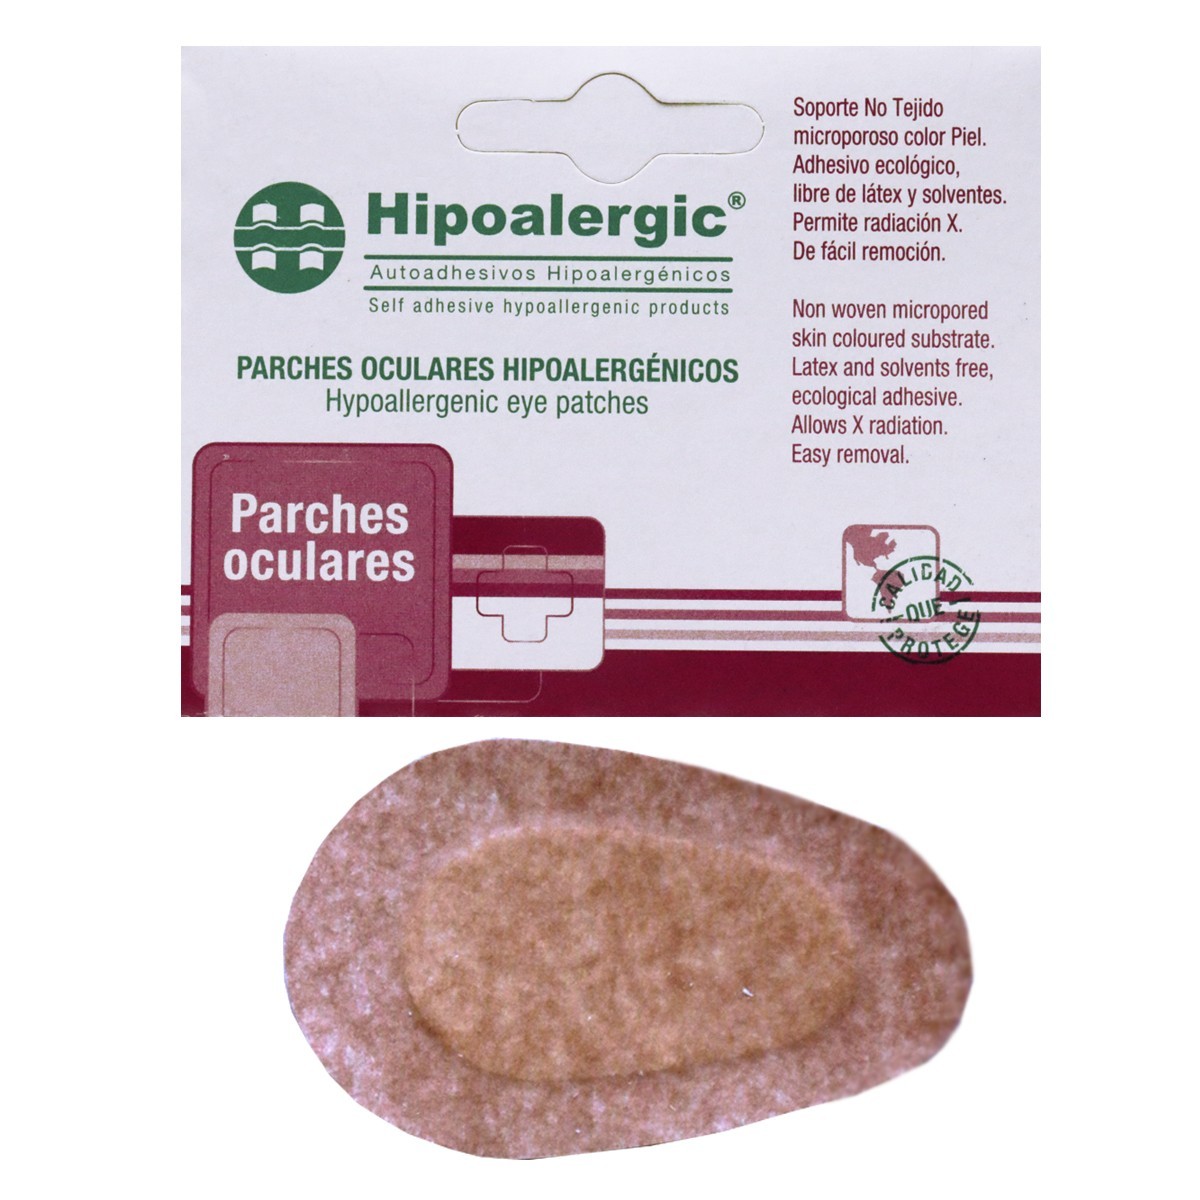 Hipoalergic®
Autoadhesivos Hipoalergénicos
Self adhesive hypoallergenic products
PARCHES OCULARES HIPOALERGÉNICOS
Hypoallergenic eye patches
Soporte No Tejido
microporoso color Piel.
Adhesivo ecológico,
libre de látex y solventes.
Permite radiación X.
De fácil remoción.
Non woven micropored
skin coloured substrate.
Latex and solvents free,
ecological adhesive.
Allows X radiation.
Easy removal.
Parches
oculares
CALIDAD
QUE
PROTEGE